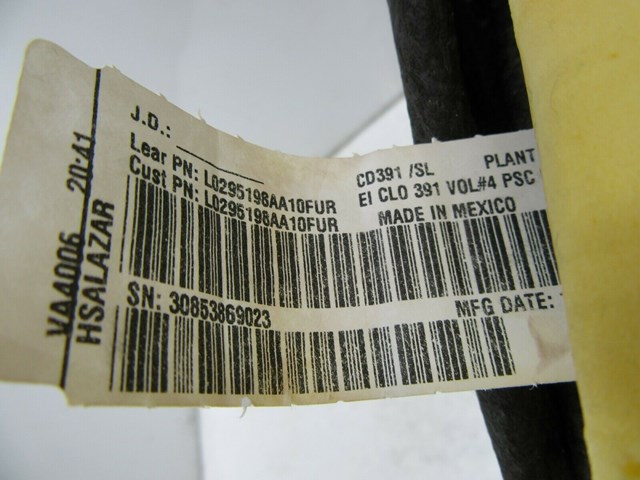 J.D.:
Lear PN: L0295196AA10FUR
Cust PN: L0295196AA10FUR
CD391 /SL PLANT
EI CLO 391 VOL#4 PSC
MADE IN MEXICO
SN: 30853869023
MFG DATE:
VA4006 20:41
HSALAZAR